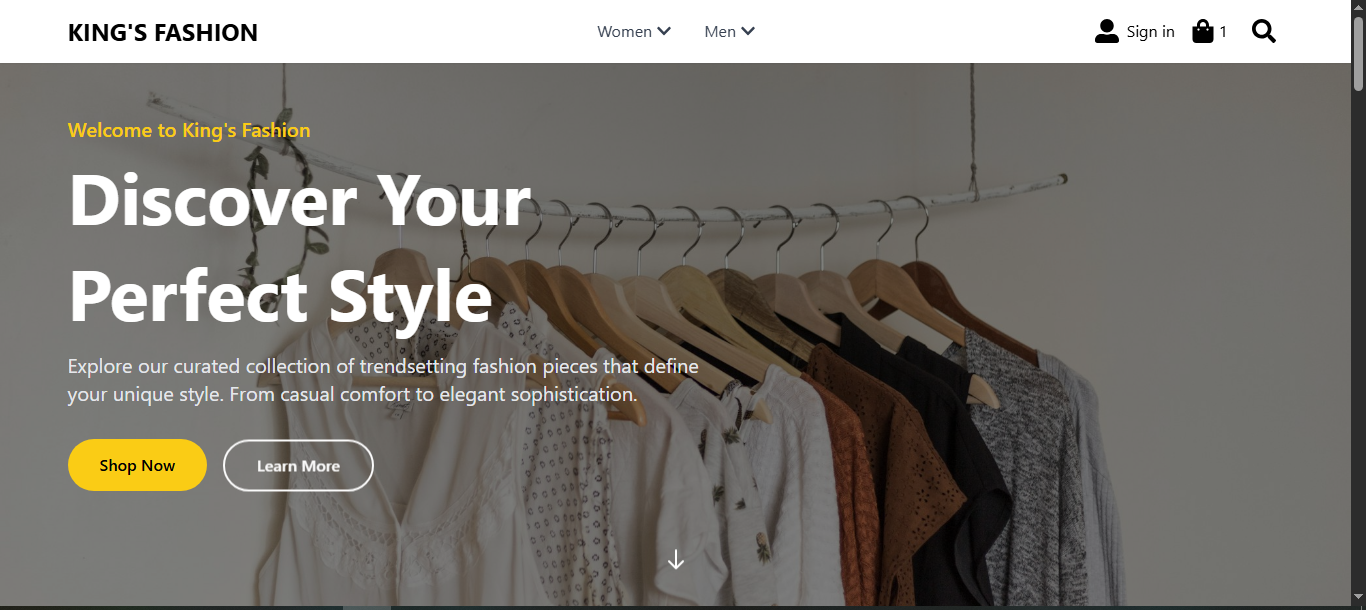 KING'S FASHION
Women
Men
Sign in
1
Welcome to King's Fashion
Discover Your
Perfect Style
Explore our curated collection of trendsetting fashion pieces that define
your unique style. From casual comfort to elegant sophistication.
Shop Now
Learn More